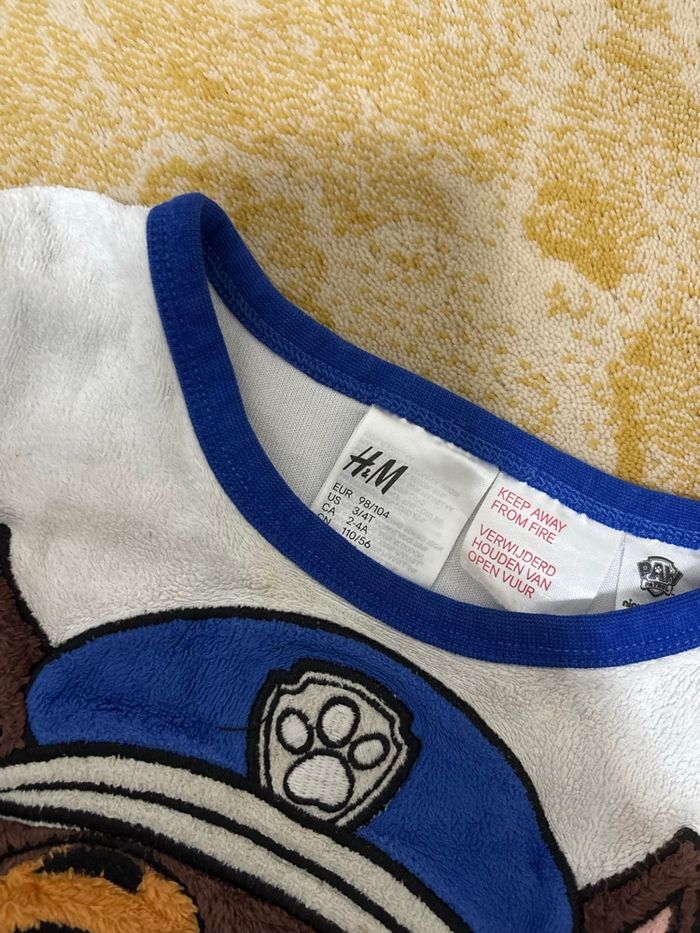 H&M
EUR 98/104
US 3/4T
CA 2-4A
CN 110/56
KEEP AWAY
FROM FIRE
VERWIJDERD
HOUDEN VAN
OPEN VUUR
PAW
PATROL